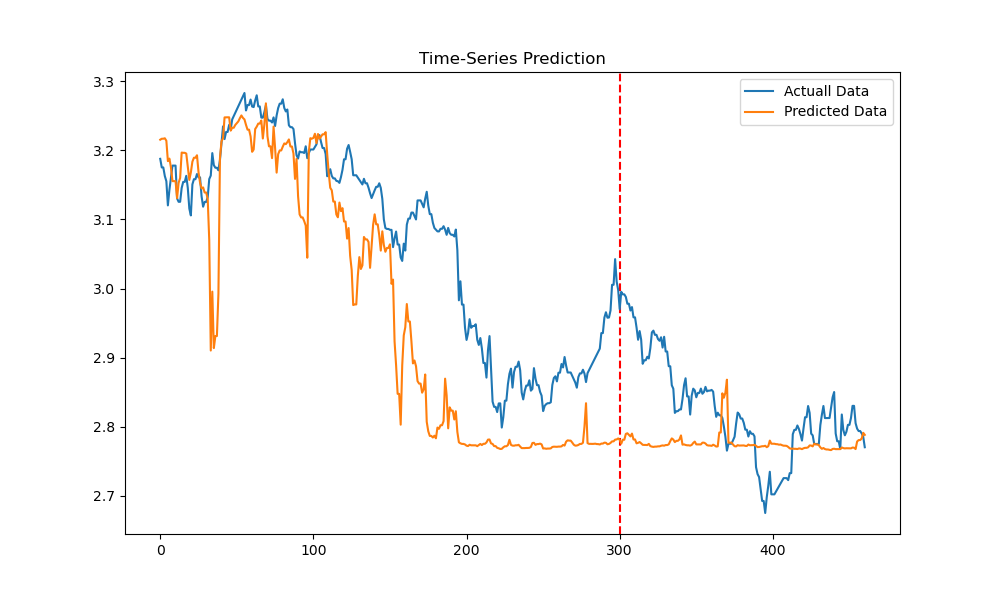 Time-Series Prediction
Actuall Data
Predicted Data
3.3
3.2
3.1
3.0
2.9
2.8
2.7
0 100 200 300 400